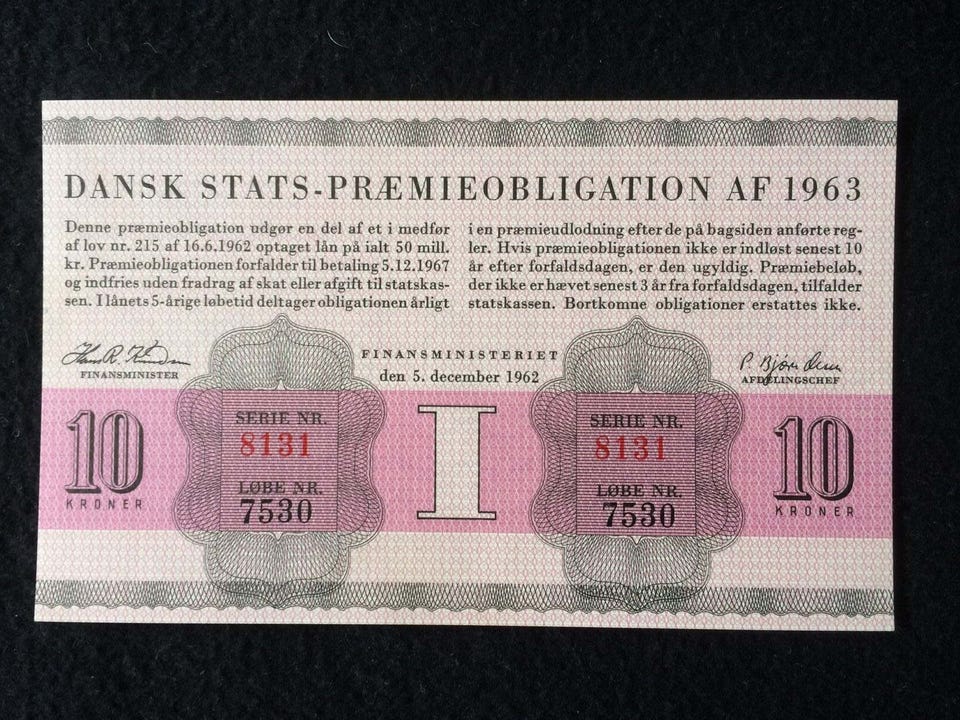 DANSK STATS-PRÆMIEOBLIGATION AF 1963
Denne præmieobligation udgør en del af et i medfør
af lov nr. 215 af 16.6.1962 optaget lån på ialt 50 mill.
kr. Præmieobligationen forfalder til betaling 5.12.1967
og indfries uden fradrag af skat eller afgift til statskas-
sen. I lånets 5-årige løbetid deltager obligationen årligt
i en præmieudlodning efter de på bagsiden anførte reg-
ler. Hvis præmieobligationen ikke er indløst senest 10
år efter forfaldsdagen, er den ugyldig. Præmiebeløb,
der ikke er hævet senest 3 år fra forfaldsdagen, tilfalder
statskassen. Bortkomne obligationer erstattes ikke.
FINANSMINISTER
FINANSMINISTERIET
den 5. december 1962
AFDELINGSCHEF
10
KRONER
SERIE NR.
8131
LØBE NR.
7530
I
SERIE NR.
8131
LØBE NR.
7530
10
KRONER